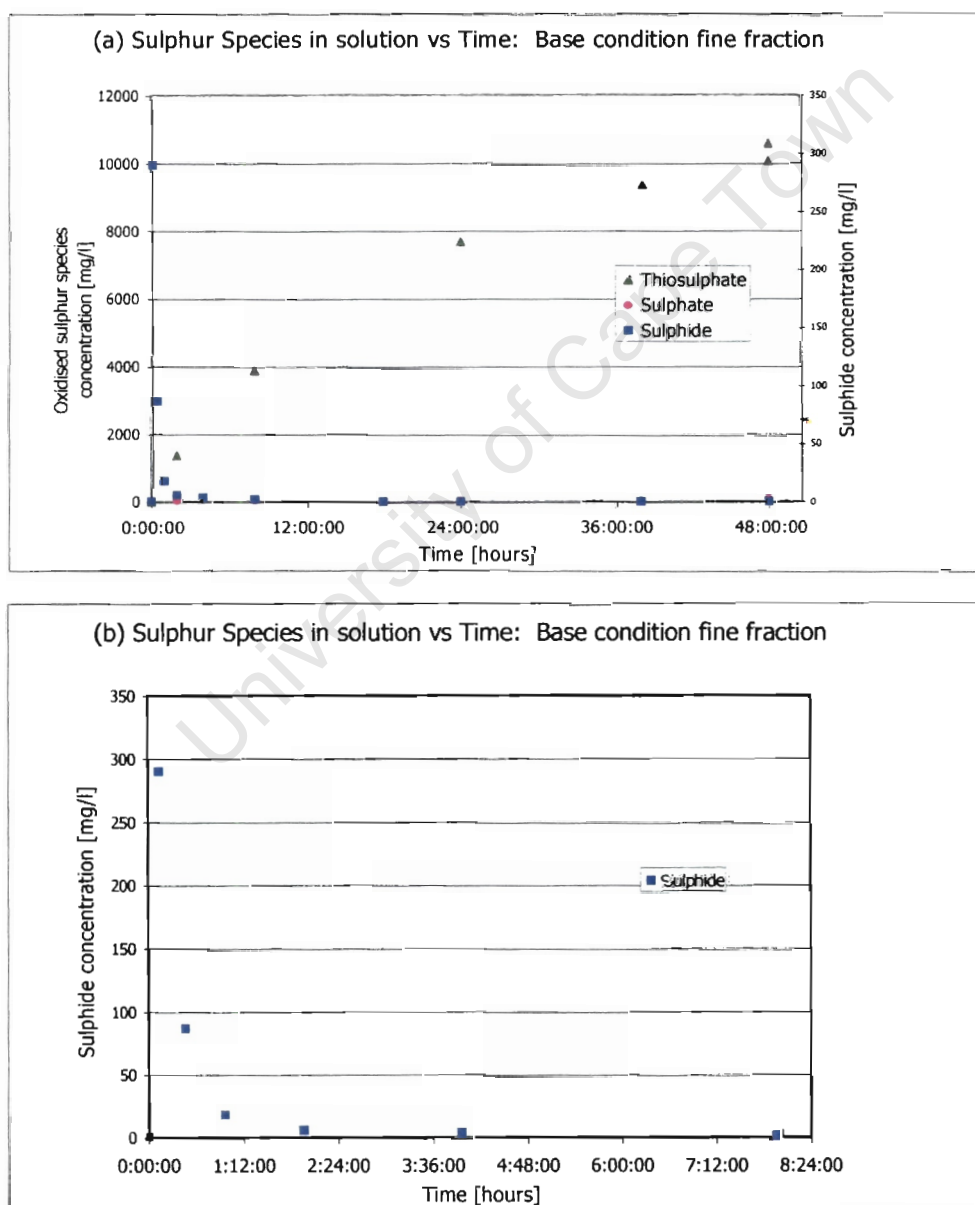 (a) Sulphur Species in solution vs Time: Base condition fine fraction
12000
10000
8000
6000
4000
2000
0
Oxidised sulphur species
concentration [mg/l]
350
300
250
200
150
100
50
0
Sulphide concentration [mg/l]
Thiosulphate
Sulphate
Sulphide
0:00:00
12:00:00
24:00:00
36:00:00
48:00:00
Time [hours]
University of Cape Town
(b) Sulphur Species in solution vs Time: Base condition fine fraction
350
300
250
200
150
100
50
0
Sulphide concentration [mg/l]
Sulphide
0:00:00
1:12:00
2:24:00
3:36:00
4:48:00
6:00:00
7:12:00
8:24:00
Time [hours]